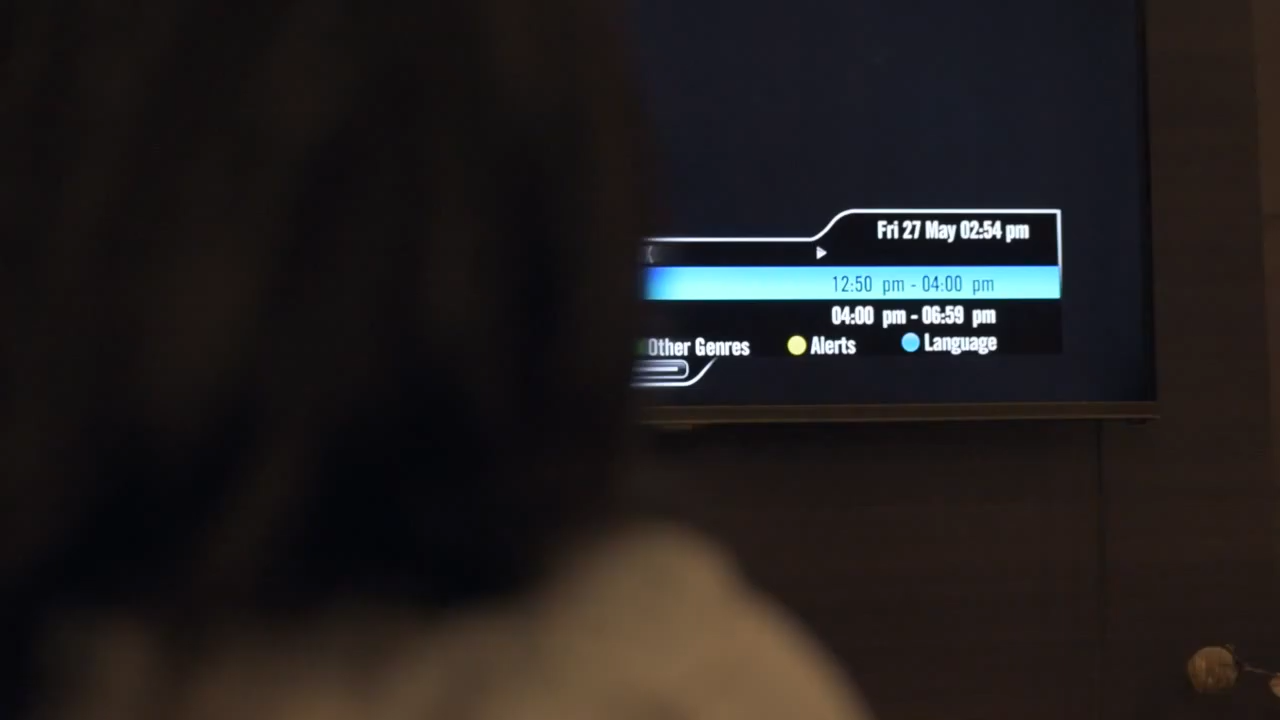 Fri 27 May 02:54 pm
12:50 pm - 04:00 pm
04:00 pm - 06:59 pm
Other Genres Alerts Language